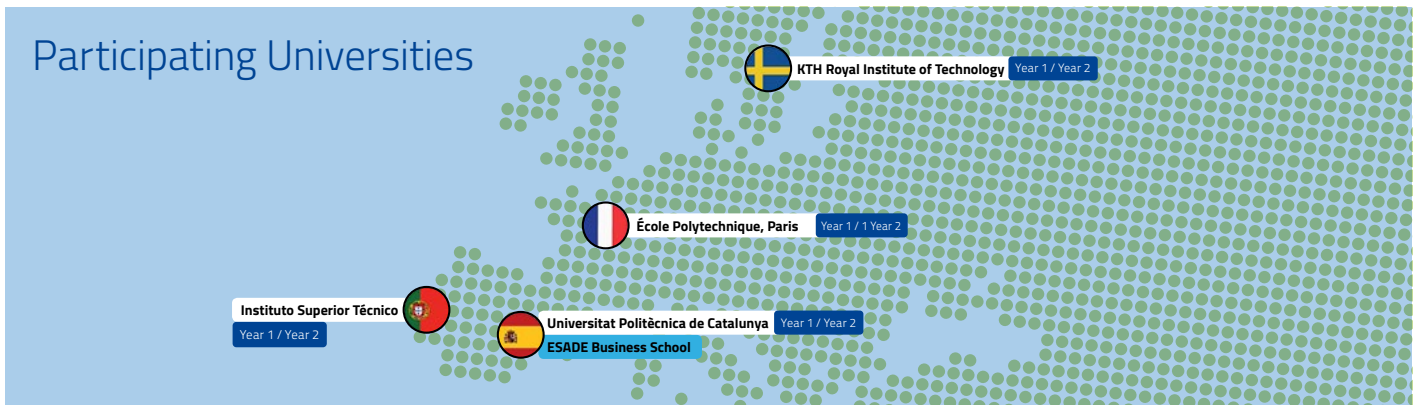 Participating Universities
KTH Royal Institute of Technology Year 1 / Year 2
École Polytechnique, Paris Year 1 / 1 Year 2
Instituto Superior Técnico
Year 1 / Year 2
Universitat Politècnica de Catalunya Year 1 / Year 2
ESADE Business School